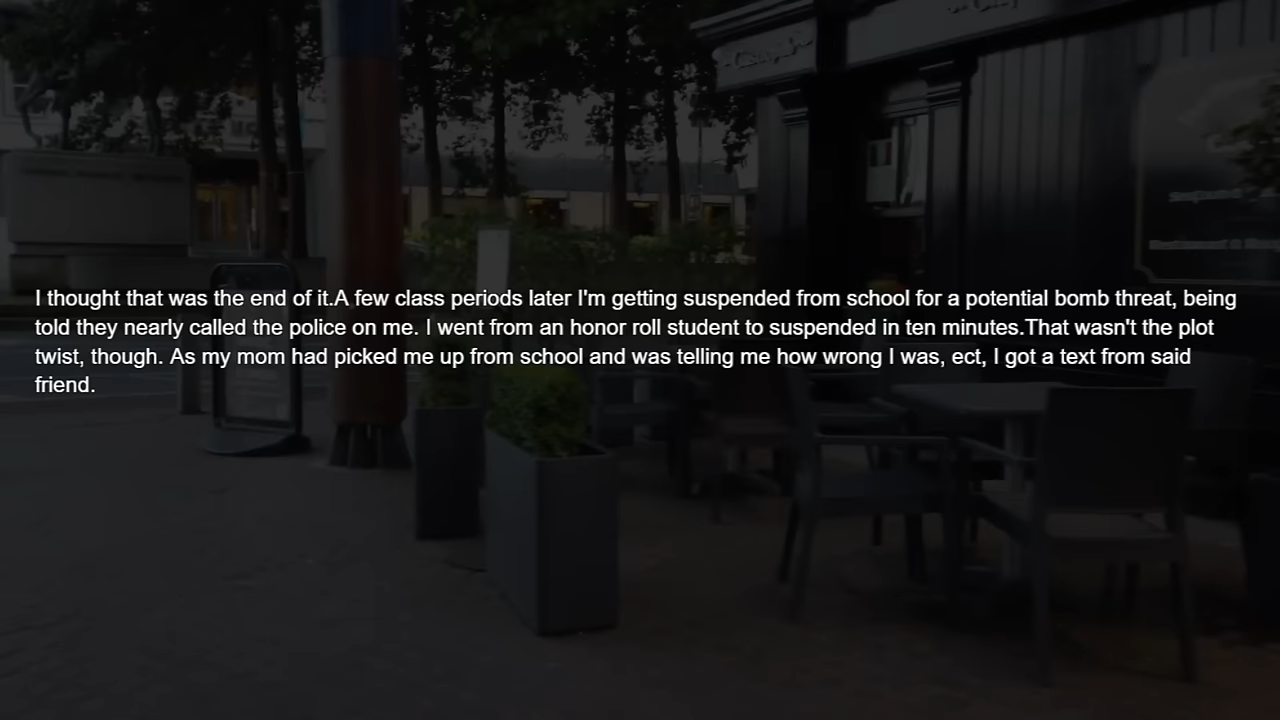 I thought that was the end of it.A few class periods later I'm getting suspended from school for a potential bomb threat, being
told they nearly called the police on me. I went from an honor roll student to suspended in ten minutes.That wasn't the plot
twist, though. As my mom had picked me up from school and was telling me how wrong I was, ect, I got a text from said
friend.